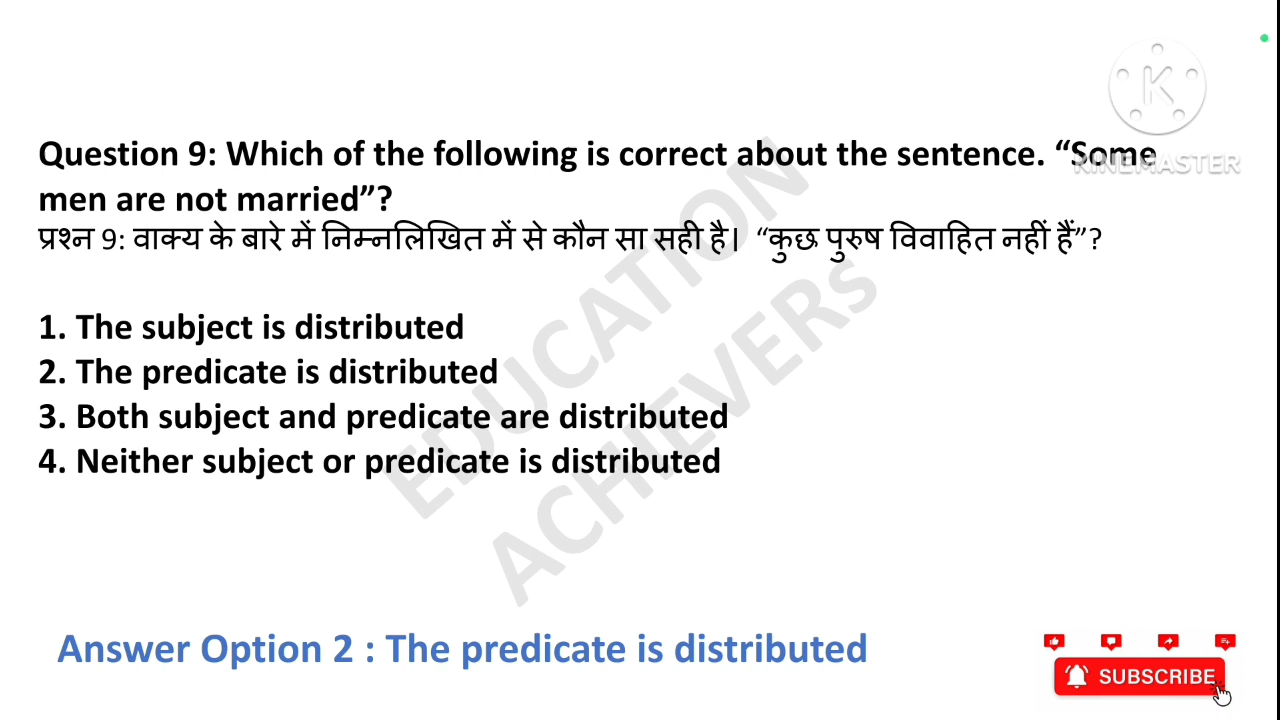 KINEMASTER
Question 9: Which of the following is correct about the sentence. “Some
men are not married”?
प्रश्न 9: वाक्य के बारे में निम्नलिखित में से कौन सा सही है। “कुछ पुरुष विवाहित नहीं हैं”?
1. The subject is distributed
2. The predicate is distributed
3. Both subject and predicate are distributed
4. Neither subject or predicate is distributed
EDUCATION
ACHIEVERs
Answer Option 2 : The predicate is distributed
SUBSCRIBE